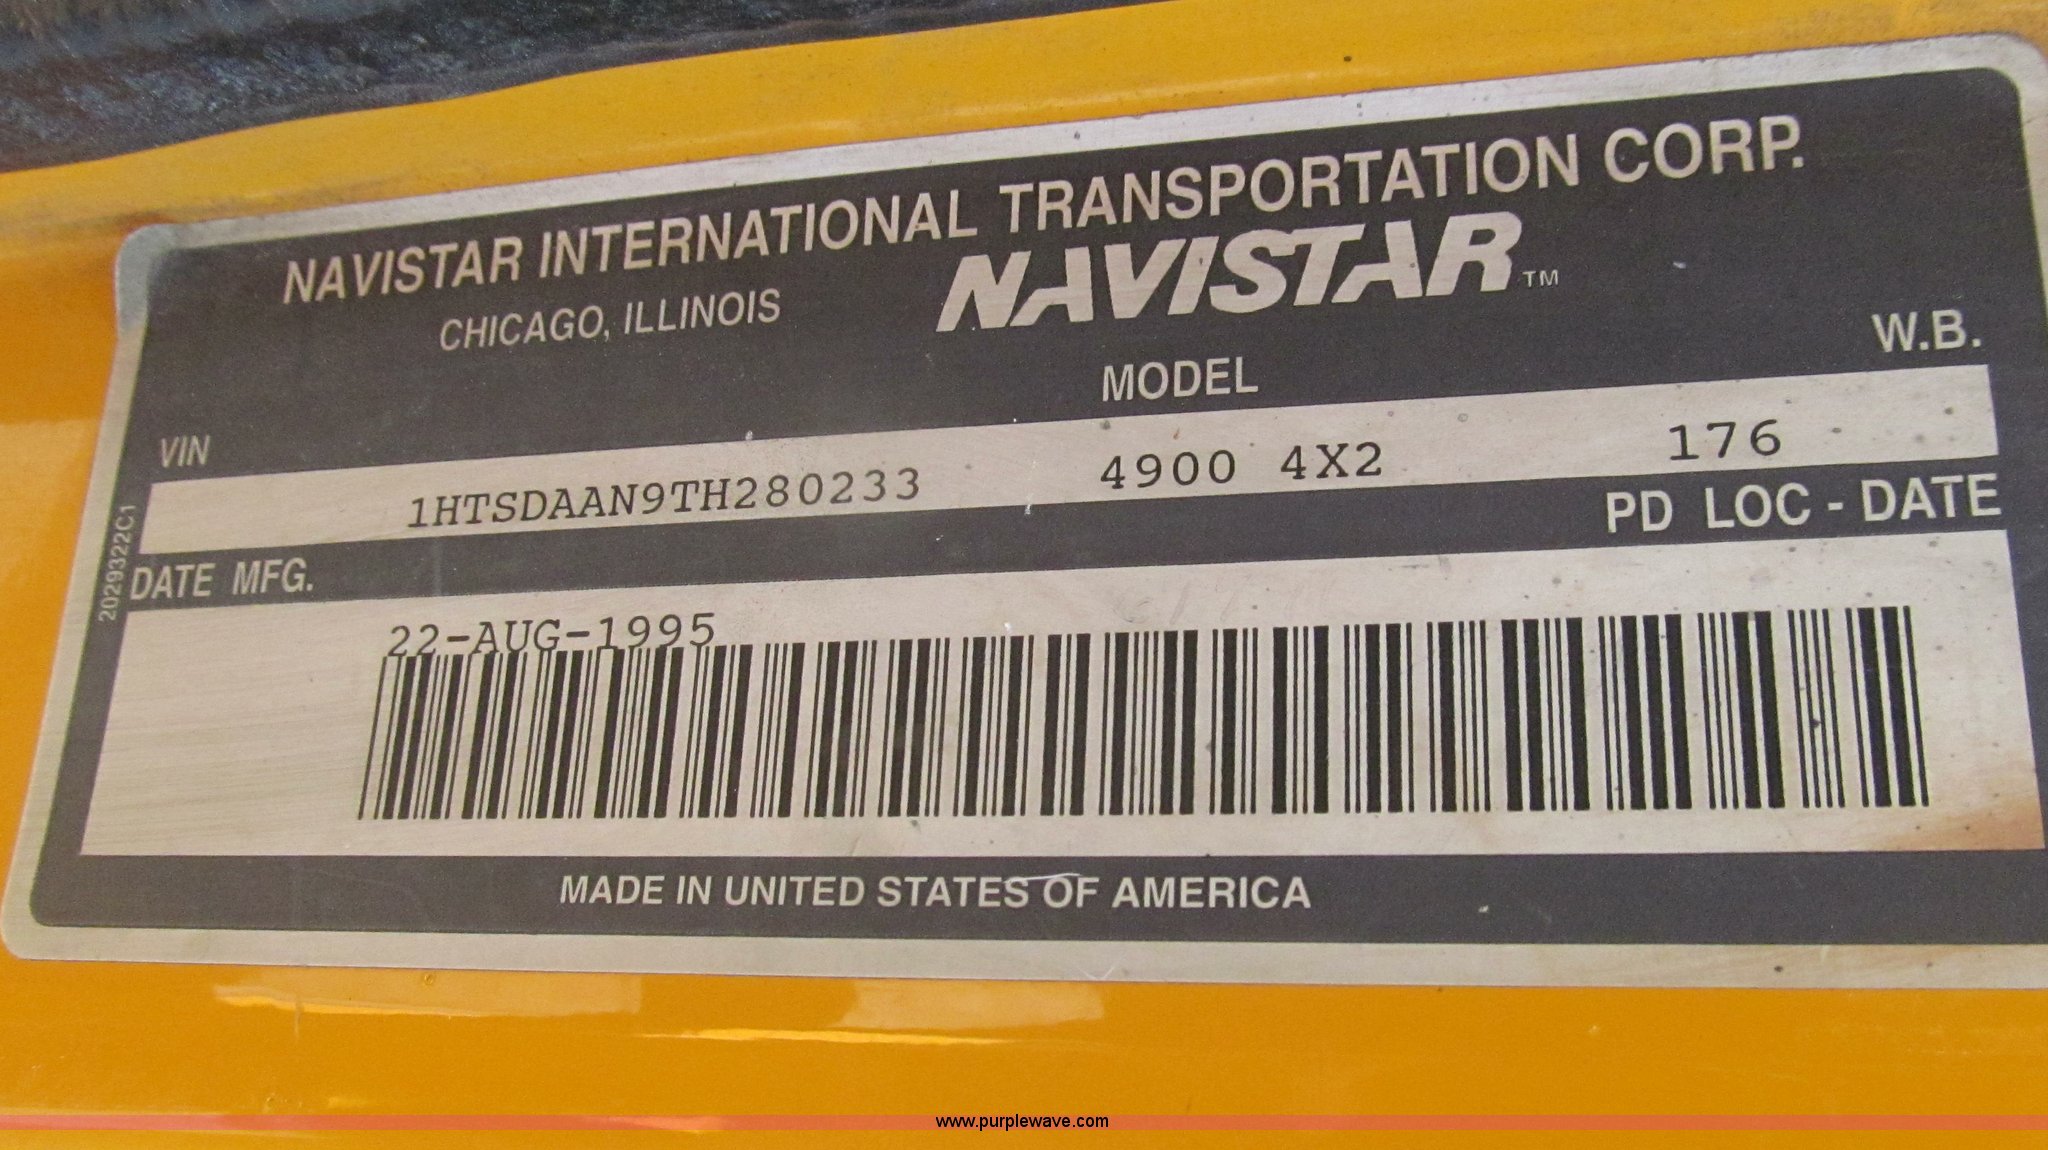 NAVISTAR INTERNATIONAL TRANSPORTATION CORP.
CHICAGO, ILLINOIS
NAVISTAR™
VIN
MODEL
W.B.
1HTSDAAN9TH280233 4900 4X2 176
DATE MFG.
PD LOC - DATE
22-AUG-1995
2029322C1
MADE IN UNITED STATES OF AMERICA
www.purplewave.com